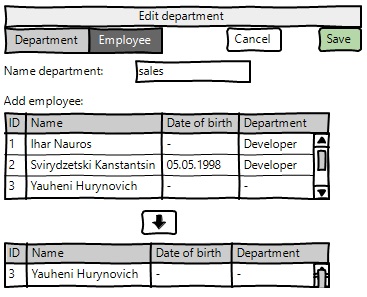 Edit department
Department Employee Cancel Save
Name department: sales
Add employee:
ID Name Date of birth Department
1 Ihar Nauros - Developer
2 Svirydzetski Kanstantsin 05.05.1998 Developer
3 Yauheni Hurynovich - -
ID Name Date of birth Department
3 Yauheni Hurynovich - -